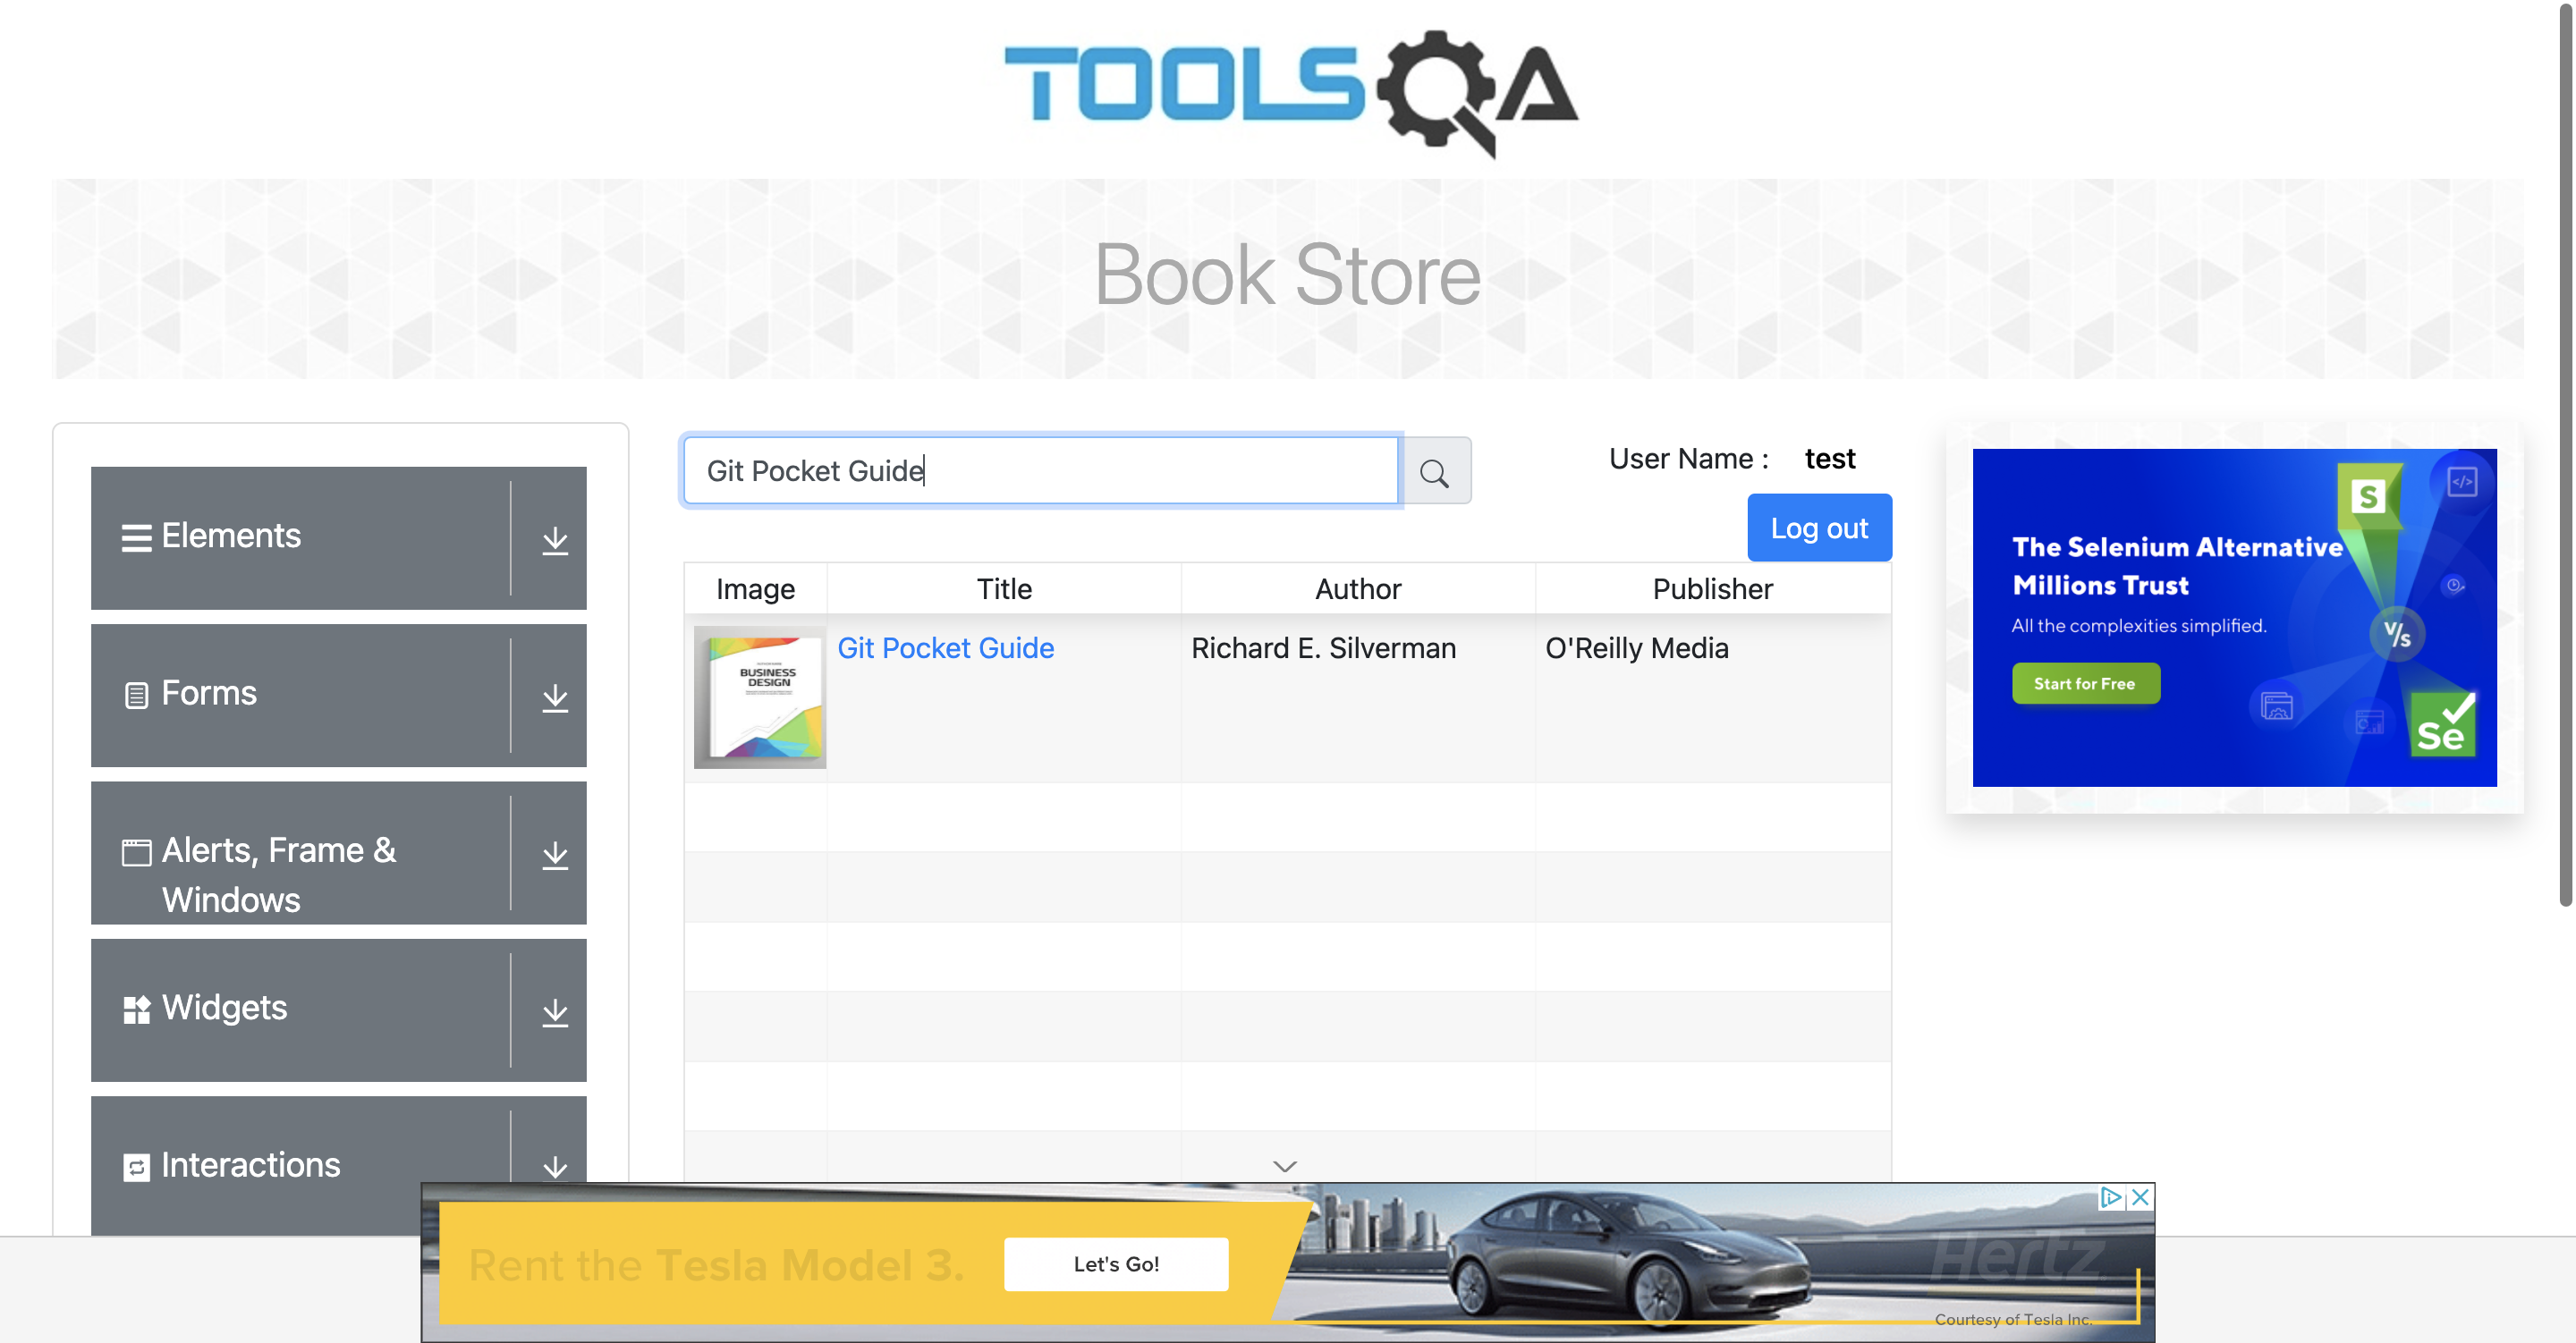 TOOLSQA
Book Store
Elements
Forms
Alerts, Frame &
Windows
Widgets
Interactions
Git Pocket Guide
User Name : test
Log out
Image Title Author Publisher
BUSINESS
DESIGN
Git Pocket Guide Richard E. Silverman O'Reilly Media
The Selenium Alternative
Millions Trust
All the complexities simplified.
Start for Free
S
V/s
Se
</>
Rent the Tesla Model 3.
Let's Go!
Hertz
Courtesy of Tesla Inc.